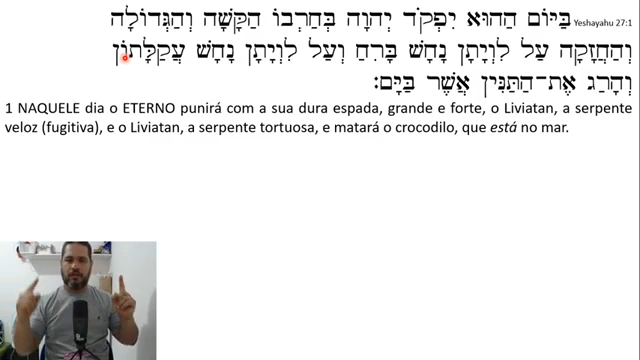 בַּיּוֹם הַהוּא יִפְקֹד יְהוָה בְּחַרְבוֹ הַקָּשָׁה וְהַגְּדוֹלָה Yeshayahu 27:1
וְהַחֲזָקָה עַל לִוְיָתָן נָחָשׁ בָּרִחַ וְעַל לִוְיָתָן נָחָשׁ עֲקַלָּתוֹן
וְהָרַג אֶת־הַתַּנִּין אֲשֶׁר בַּיָּם׃
1 NAQUELE dia o ETERNO punirá com a sua dura espada, grande e forte, o Liviatan, a serpente
veloz (fugitiva), e o Liviatan, a serpente tortuosa, e matará o crocodilo, que está no mar.